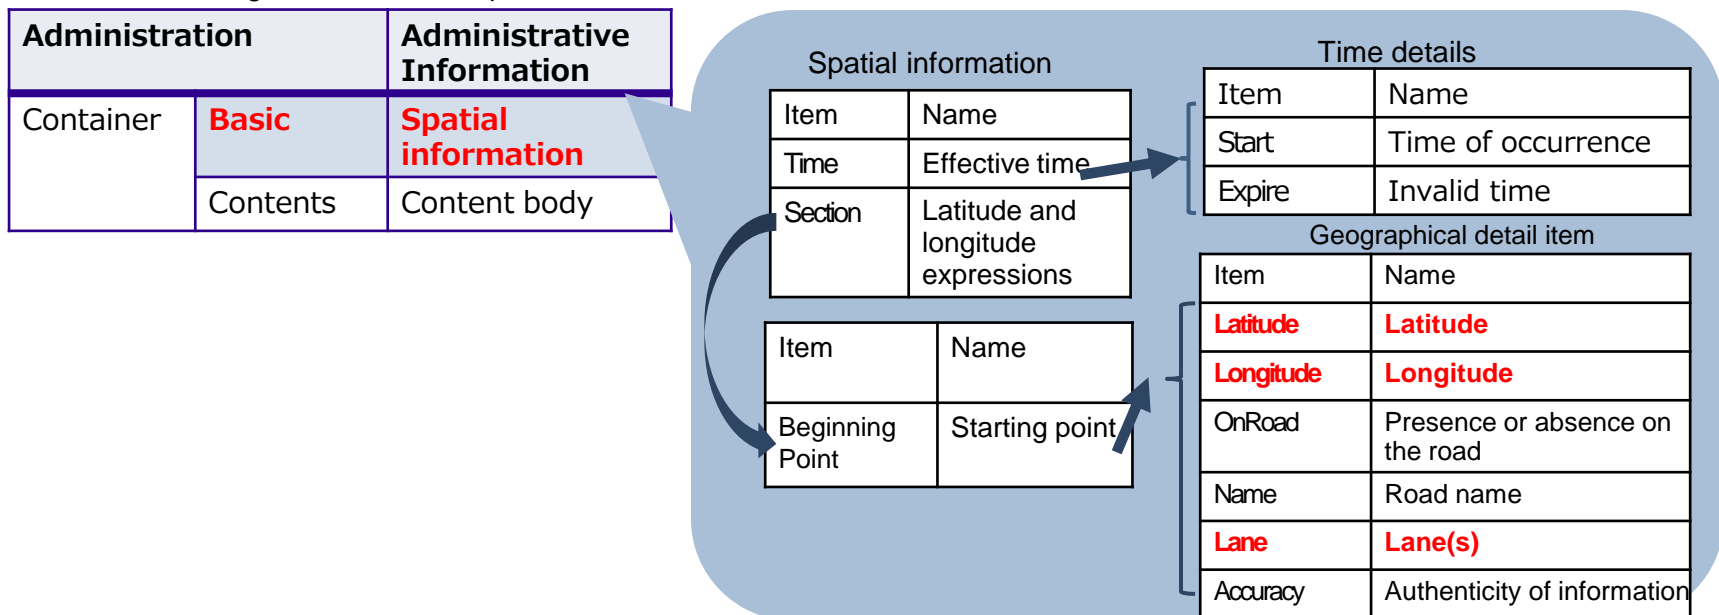 Administration
Administrative
Information
Container
Basic
Spatial
information
Contents
Content body
Spatial information
Item
Name
Time
Effective time
Section
Latitude and
longitude
expressions
Item
Name
Beginning
Point
Starting point
Time details
Item
Name
Start
Time of occurrence
Expire
Invalid time
Geographical detail item
Item
Name
Latitude
Latitude
Longitude
Longitude
OnRoad
Presence or absence on
the road
Name
Road name
Lane
Lane(s)
Accuracy
Authenticity of information